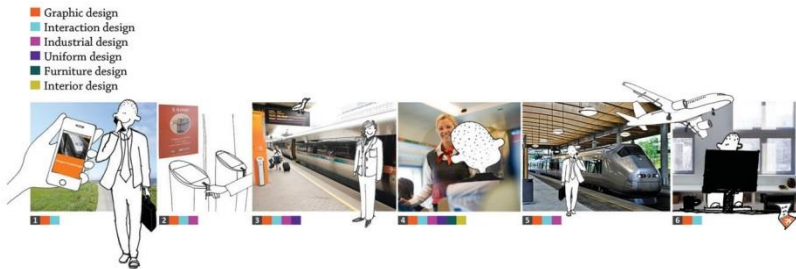 Graphic design
Interaction design
Industrial design
Uniform design
Furniture design
Interior design
1
2
3
4
5
6